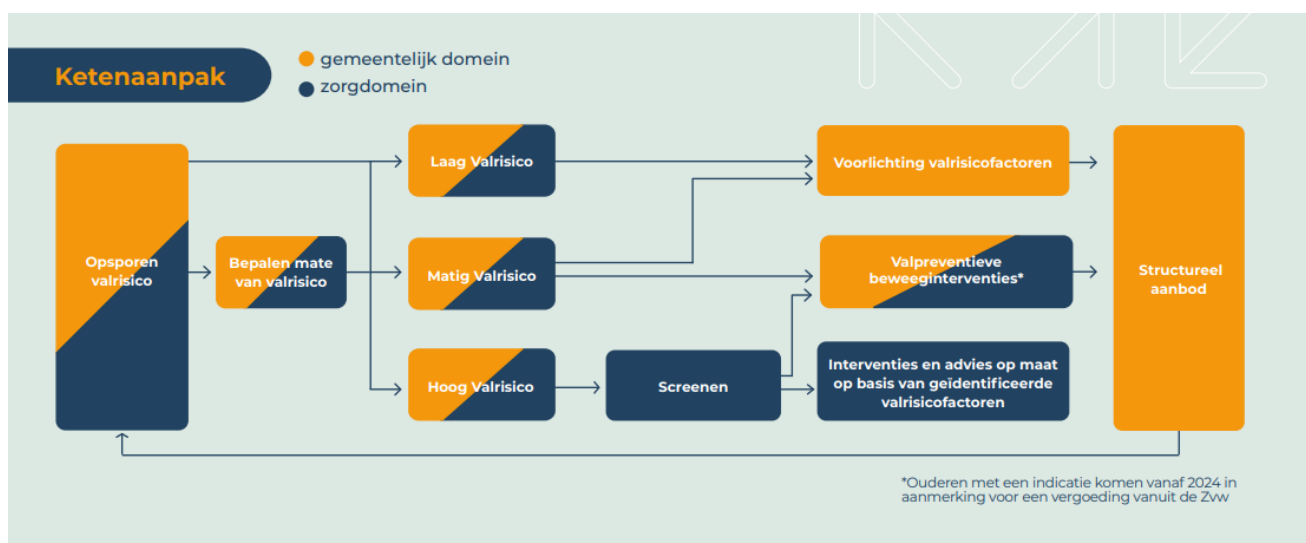 Ketenaanpak
gemeentelijk domein
zorgdomein
Opsporen
valrisico
Bepalen mate
van valrisico
Laag Valrisico
Matig Valrisico
Hoog Valrisico
Screenen
Voorlichting valrisicofactoren
Valpreventieve
beweeginterventies*
Interventies en advies op maat
op basis van geïdentificeerde
valrisicofactoren
Structureel
aanbod
*Ouderen met een indicatie komen vanaf 2024 in
aanmerking voor een vergoeding vanuit de Zvw